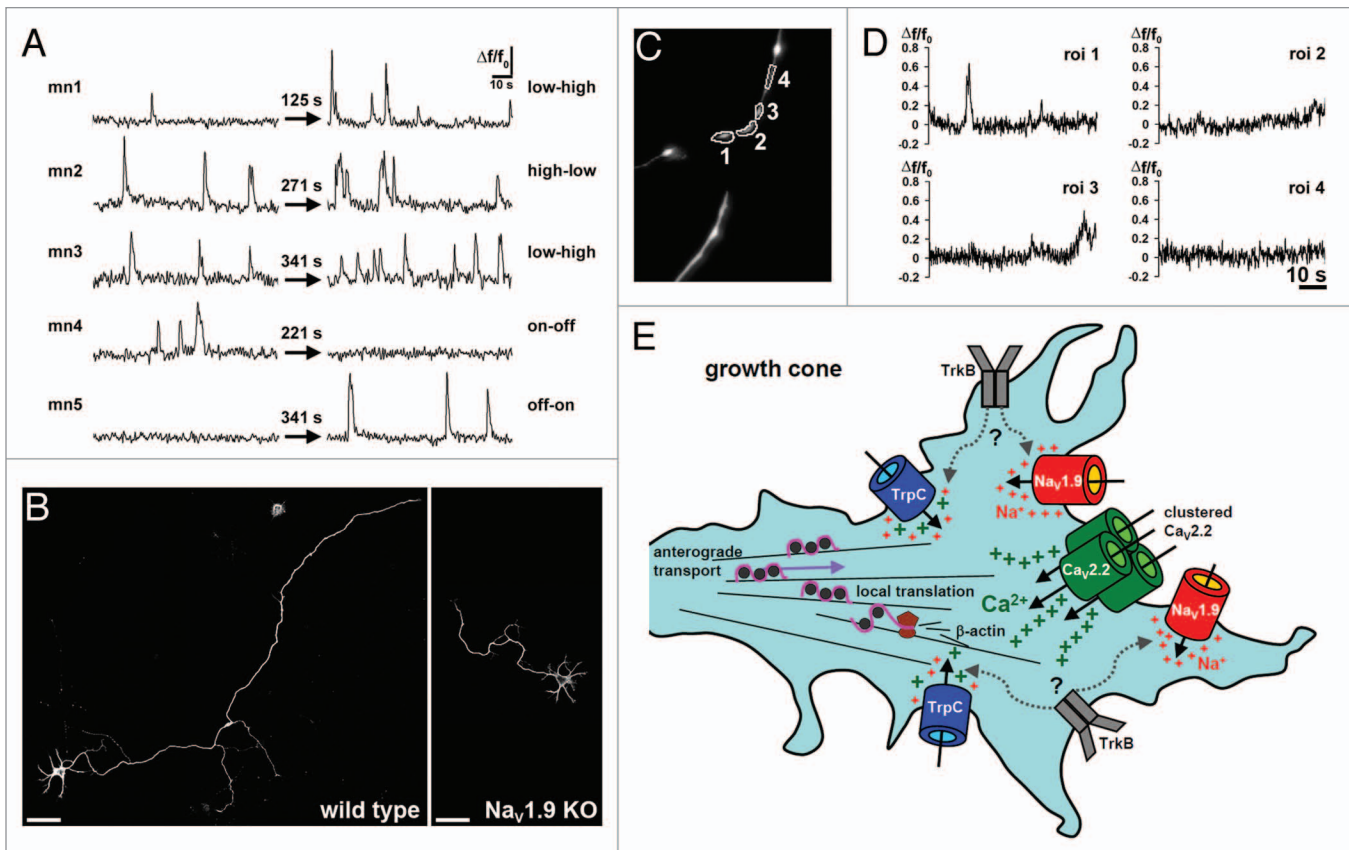 A
Δf/f0
10 s
mn1
125 s
low-high
mn2
271 s
high-low
mn3
341 s
low-high
mn4
221 s
on-off
mn5
341 s
off-on
B
wild type
NaV1.9 KO
C
4
3
2
1
D
Δf/f0
0.8
0.6
0.4
0.2
0
-0.2
roi 1
Δf/f0
0.8
0.6
0.4
0.2
0
-0.2
roi 2
Δf/f0
0.8
0.6
0.4
0.2
0
-0.2
roi 3
Δf/f0
0.8
0.6
0.4
0.2
0
-0.2
roi 4
10 s
E
growth cone
TrkB
?
TrpC
NaV1.9
Na+
clustered
CaV2.2
CaV2.2
anterograde
transport
local translation
Ca2+
β-actin
NaV1.9
Na+
?
TrpC
TrkB